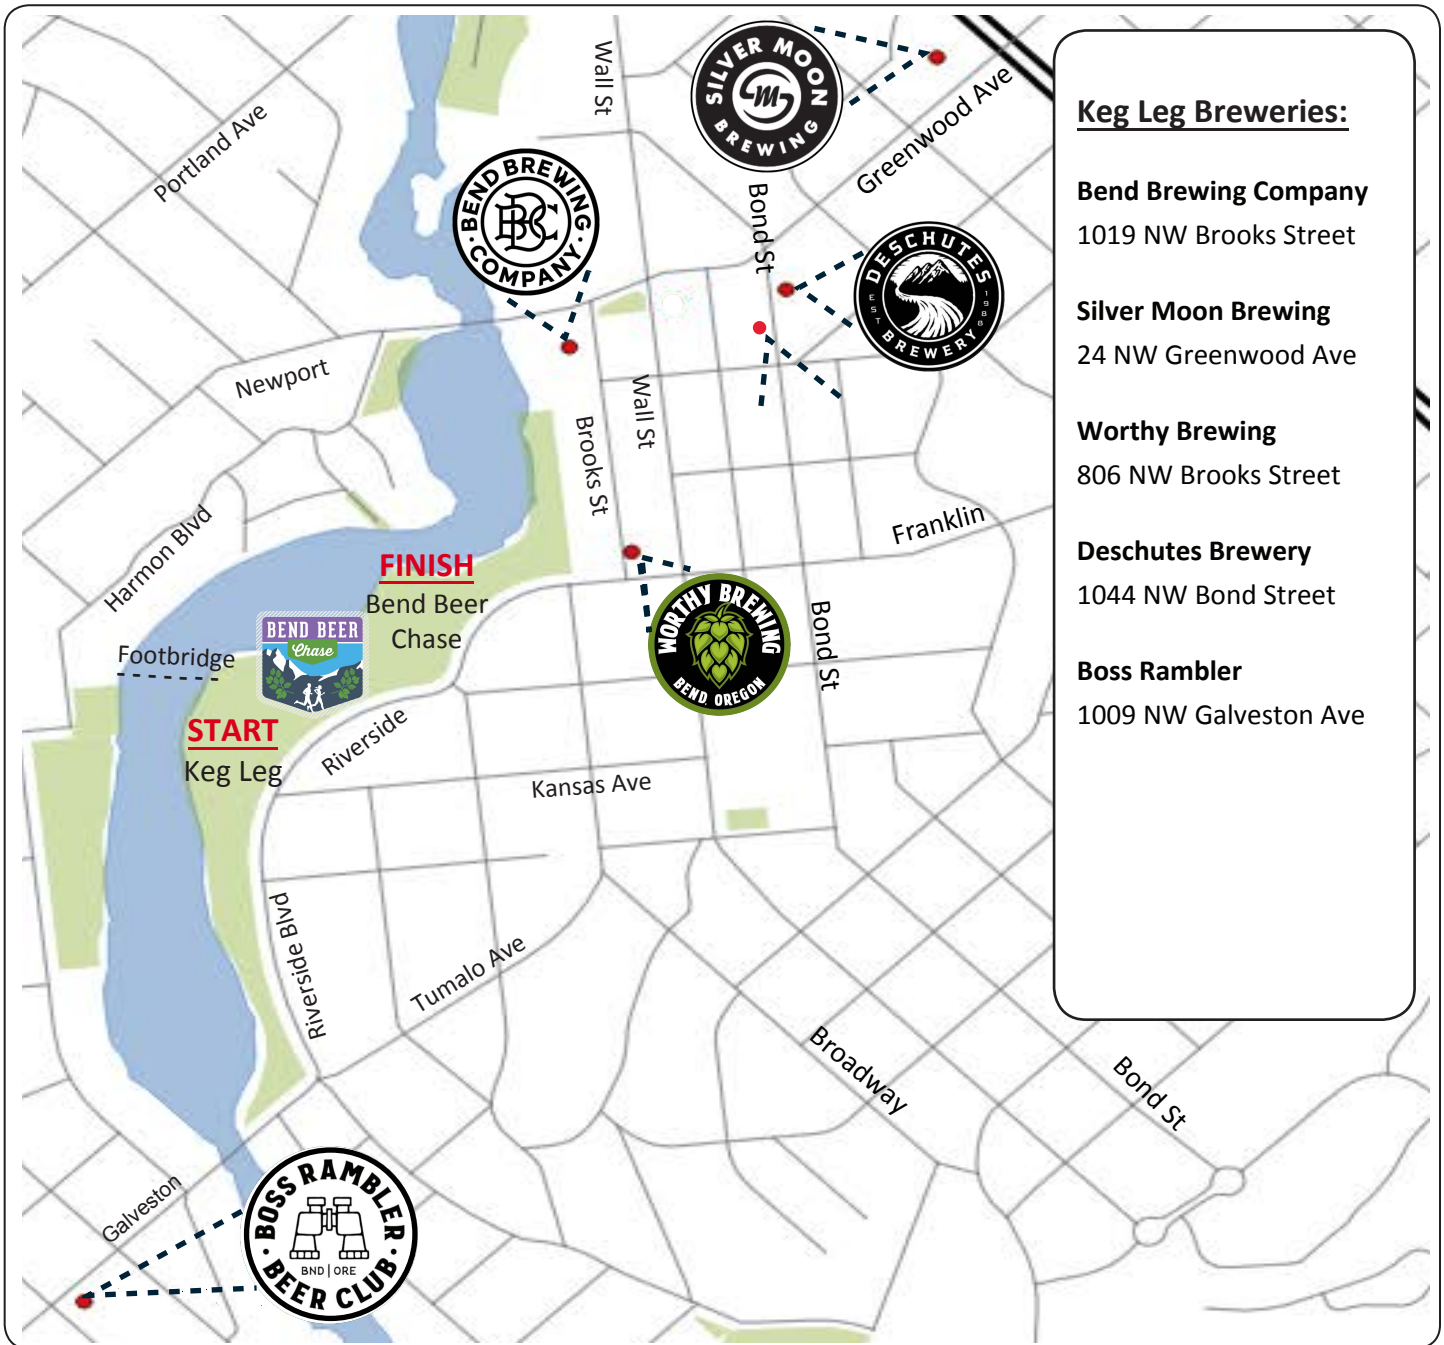 Wall St
SILVER MOON
BREWING
Greenwood Ave
Portland Ave
BEND BREWING
BBC
COMPANY
Bond St
DESCHUTES
EST
1988
BREWERY
Newport
Wall St
Brooks St
Harmon Blvd
Franklin
FINISH
Bend Beer
Chase
BEND BEER
Chase
Footbridge
WORTHY BREWING
BEND, OREGON
Bond St
START
Keg Leg
Riverside
Kansas Ave
Riverside Blvd
Tumalo Ave
Broadway
Bond St
Galveston
BOSS RAMBLER
BND | ORE
BEER CLUB
Keg Leg Breweries:
Bend Brewing Company
1019 NW Brooks Street
Silver Moon Brewing
24 NW Greenwood Ave
Worthy Brewing
806 NW Brooks Street
Deschutes Brewery
1044 NW Bond Street
Boss Rambler
1009 NW Galveston Ave